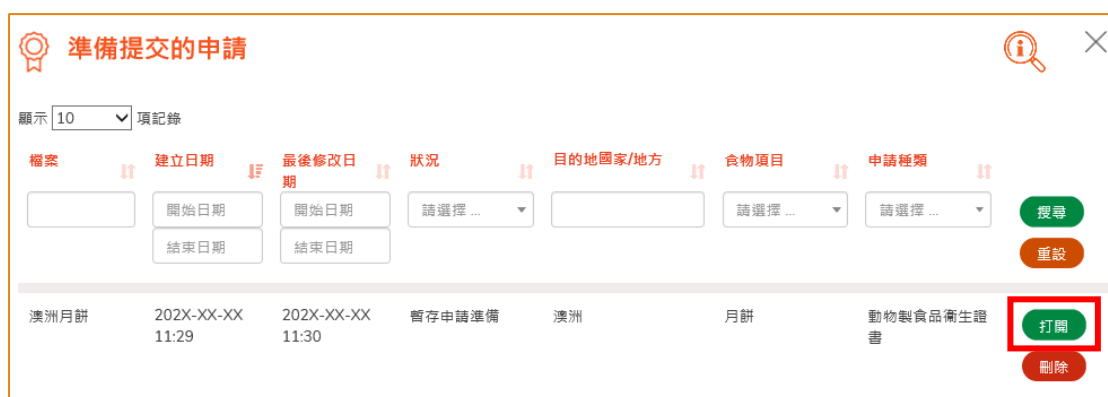 準備提交的申請
顯示 10 項記錄
檔案 建立日期 最後修改日期 狀況 目的地國家/地方 食物項目 申請種類
開始日期 開始日期 請選擇 ... 請選擇 ... 請選擇 ... 搜尋
結束日期 結束日期 重設
澳洲月餅 202X-XX-XX 11:29 202X-XX-XX 11:30 暫存申請準備 澳洲 月餅 動物製食品衞生證書 打開
刪除